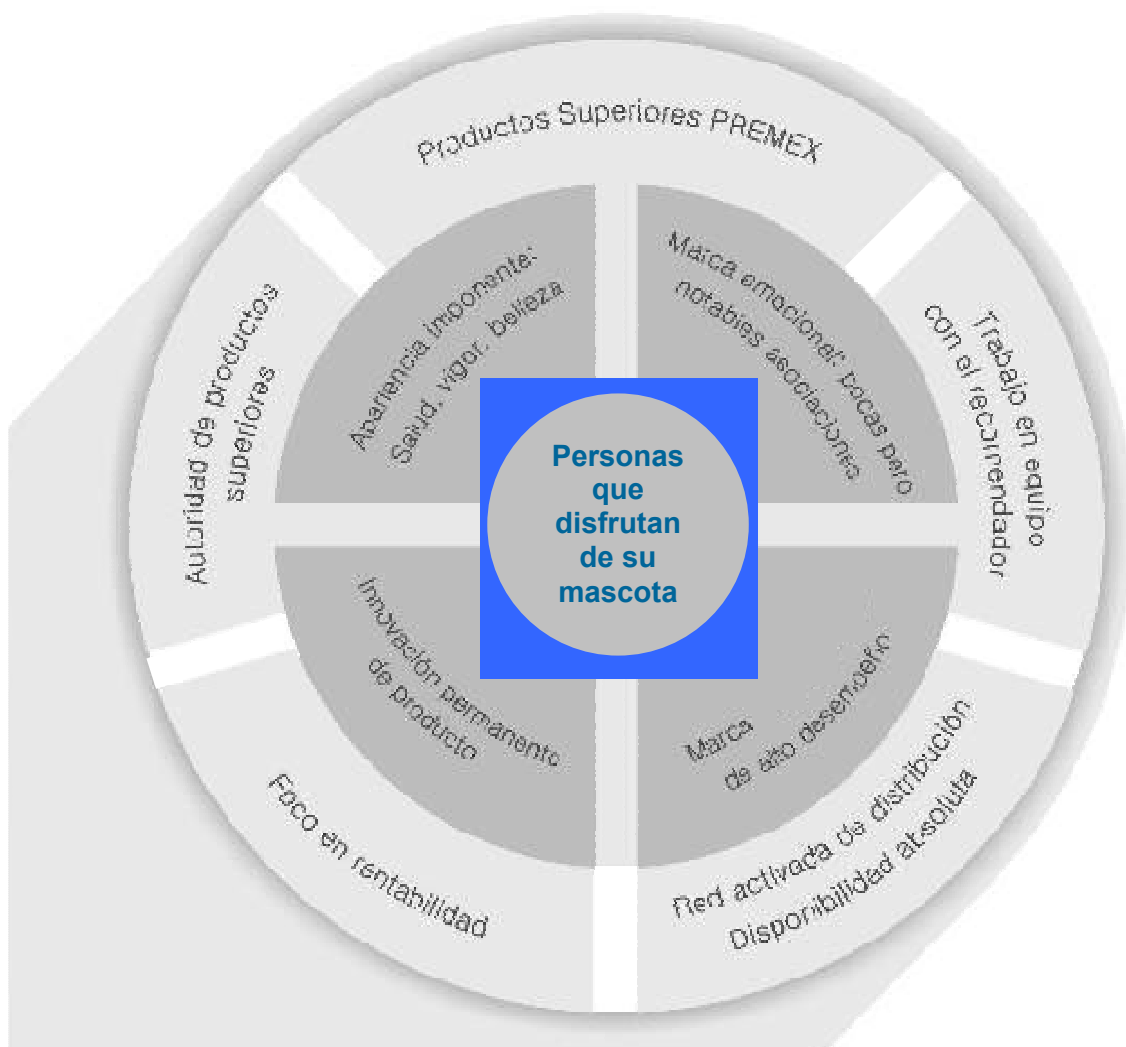 Productos Superiores PREMEX
Autoridad de productos
superiores
Apariencia imponente:
Salud, vigor, belleza
Marca emocional: pocas pero
notables asociaciones
Trabajo en equipo
con el recomendador
Personas
que
disfrutan
de su
mascota
Innovación permanente
de producto
Marca
de alto desempeño
Foco en rentabilidad
Red activada de distribución
Disponibilidad absoluta